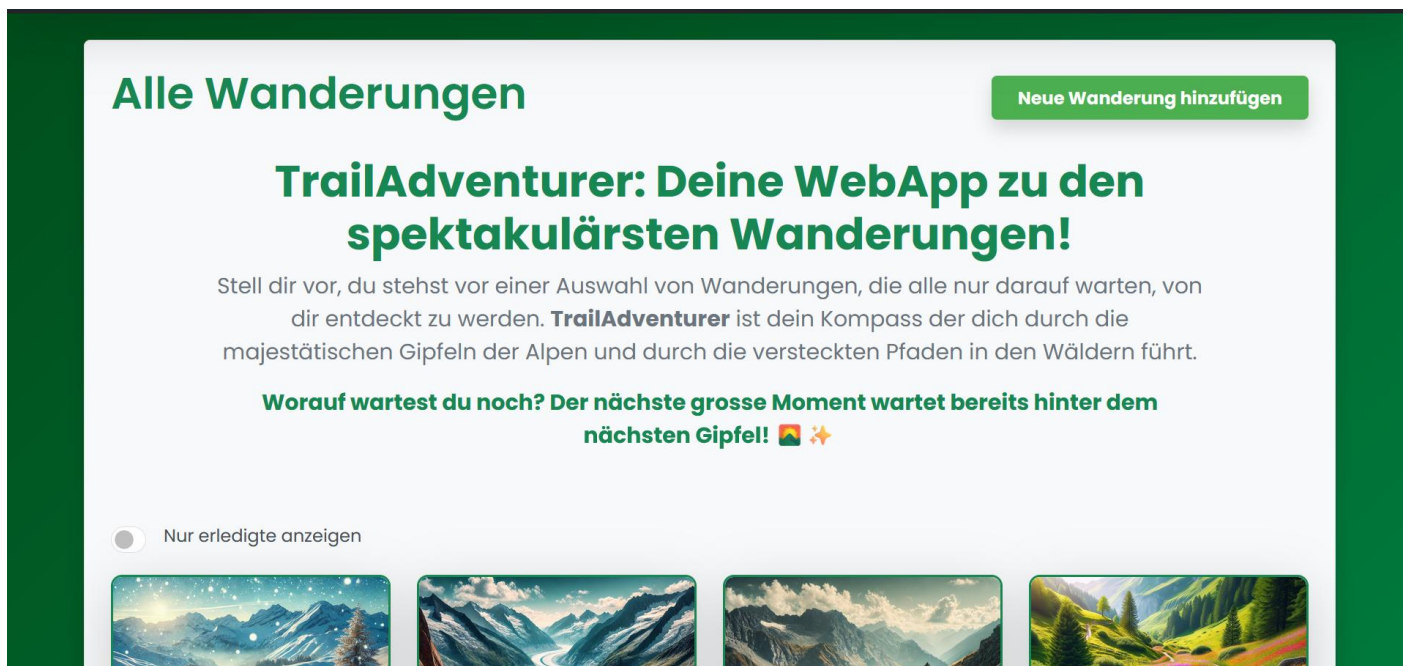 Alle Wanderungen
Neue Wanderung hinzufügen
TrailAdventurer: Deine WebApp zu den
spektakulärsten Wanderungen!
Stell dir vor, du stehst vor einer Auswahl von Wanderungen, die alle nur darauf warten, von
dir entdeckt zu werden. TrailAdventurer ist dein Kompass der dich durch die
majestätischen Gipfeln der Alpen und durch die versteckten Pfaden in den Wäldern führt.
Worauf wartest du noch? Der nächste grosse Moment wartet bereits hinter dem
nächsten Gipfel! 🌄 ✨
Nur erledigte anzeigen